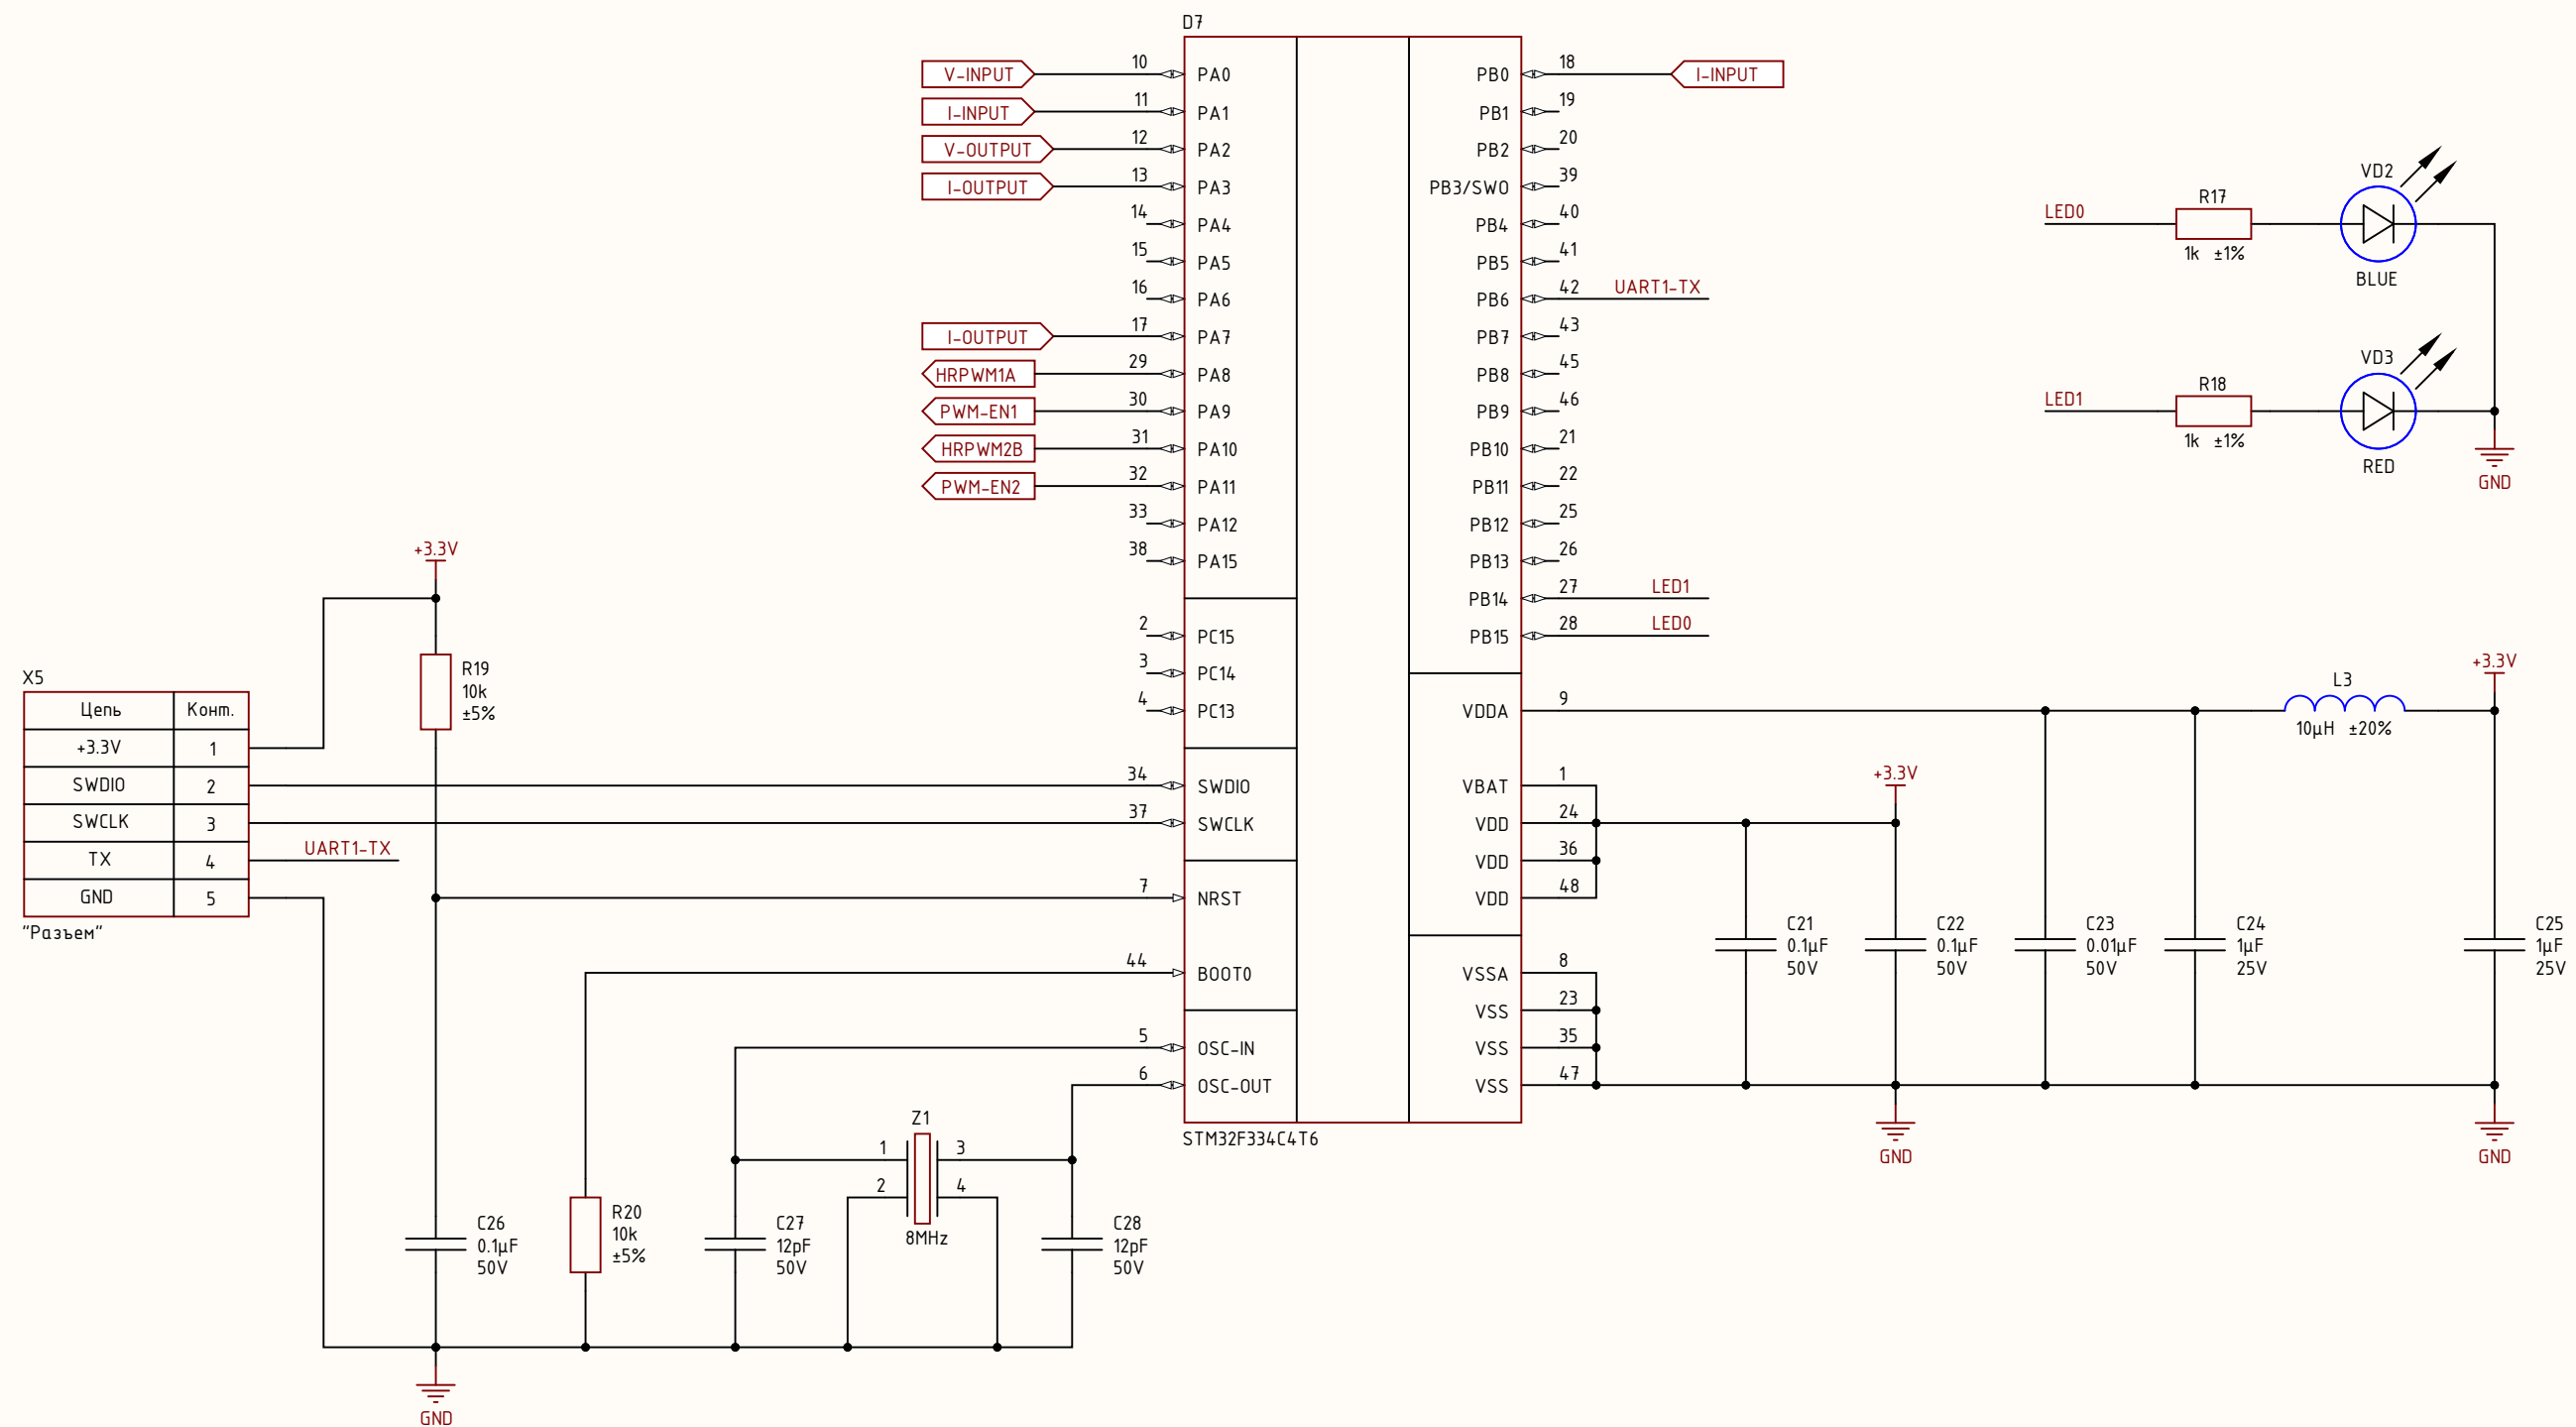 D7
V-INPUT 10 PA0
I-INPUT 11 PA1
V-OUTPUT 12 PA2
I-OUTPUT 13 PA3
14 PA4
15 PA5
16 PA6
I-OUTPUT 17 PA7
HRPWM1A 29 PA8
PWM-EN1 30 PA9
HRPWM2B 31 PA10
PWM-EN2 32 PA11
33 PA12
38 PA15
2 PC15
3 PC14
4 PC13
34 SWDIO
37 SWCLK
7 NRST
44 BOOT0
5 OSC-IN
6 OSC-OUT
PB0 18 I-INPUT
PB1 19
PB2 20
PB3/SWO 39
PB4 40
PB5 41
PB6 42 UART1-TX
PB7 43
PB8 45
PB9 46
PB10 21
PB11 22
PB12 25
PB13 26
PB14 27 LED1
PB15 28 LED0
VDDA 9
VBAT 1
VDD 24
VDD 36
VDD 48
VSSA 8
VSS 23
VSS 35
VSS 47
STM32F334C4T6
LED0
R17
1k ±1%
VD2
BLUE
LED1
R18
1k ±1%
VD3
RED
GND
+3.3V
R19
10k
±5%
X5
Цепь Конт.
+3.3V 1
SWDIO 2
SWCLK 3
TX 4
GND 5
"Разъем"
UART1-TX
C26
0.1µF
50V
R20
10k
±5%
C27
12pF
50V
Z1
1 3
2 4
8MHz
C28
12pF
50V
GND
+3.3V
L3
10µH ±20%
+3.3V
C21
0.1µF
50V
C22
0.1µF
50V
C23
0.01µF
50V
C24
1µF
25V
C25
1µF
25V
GND
GND